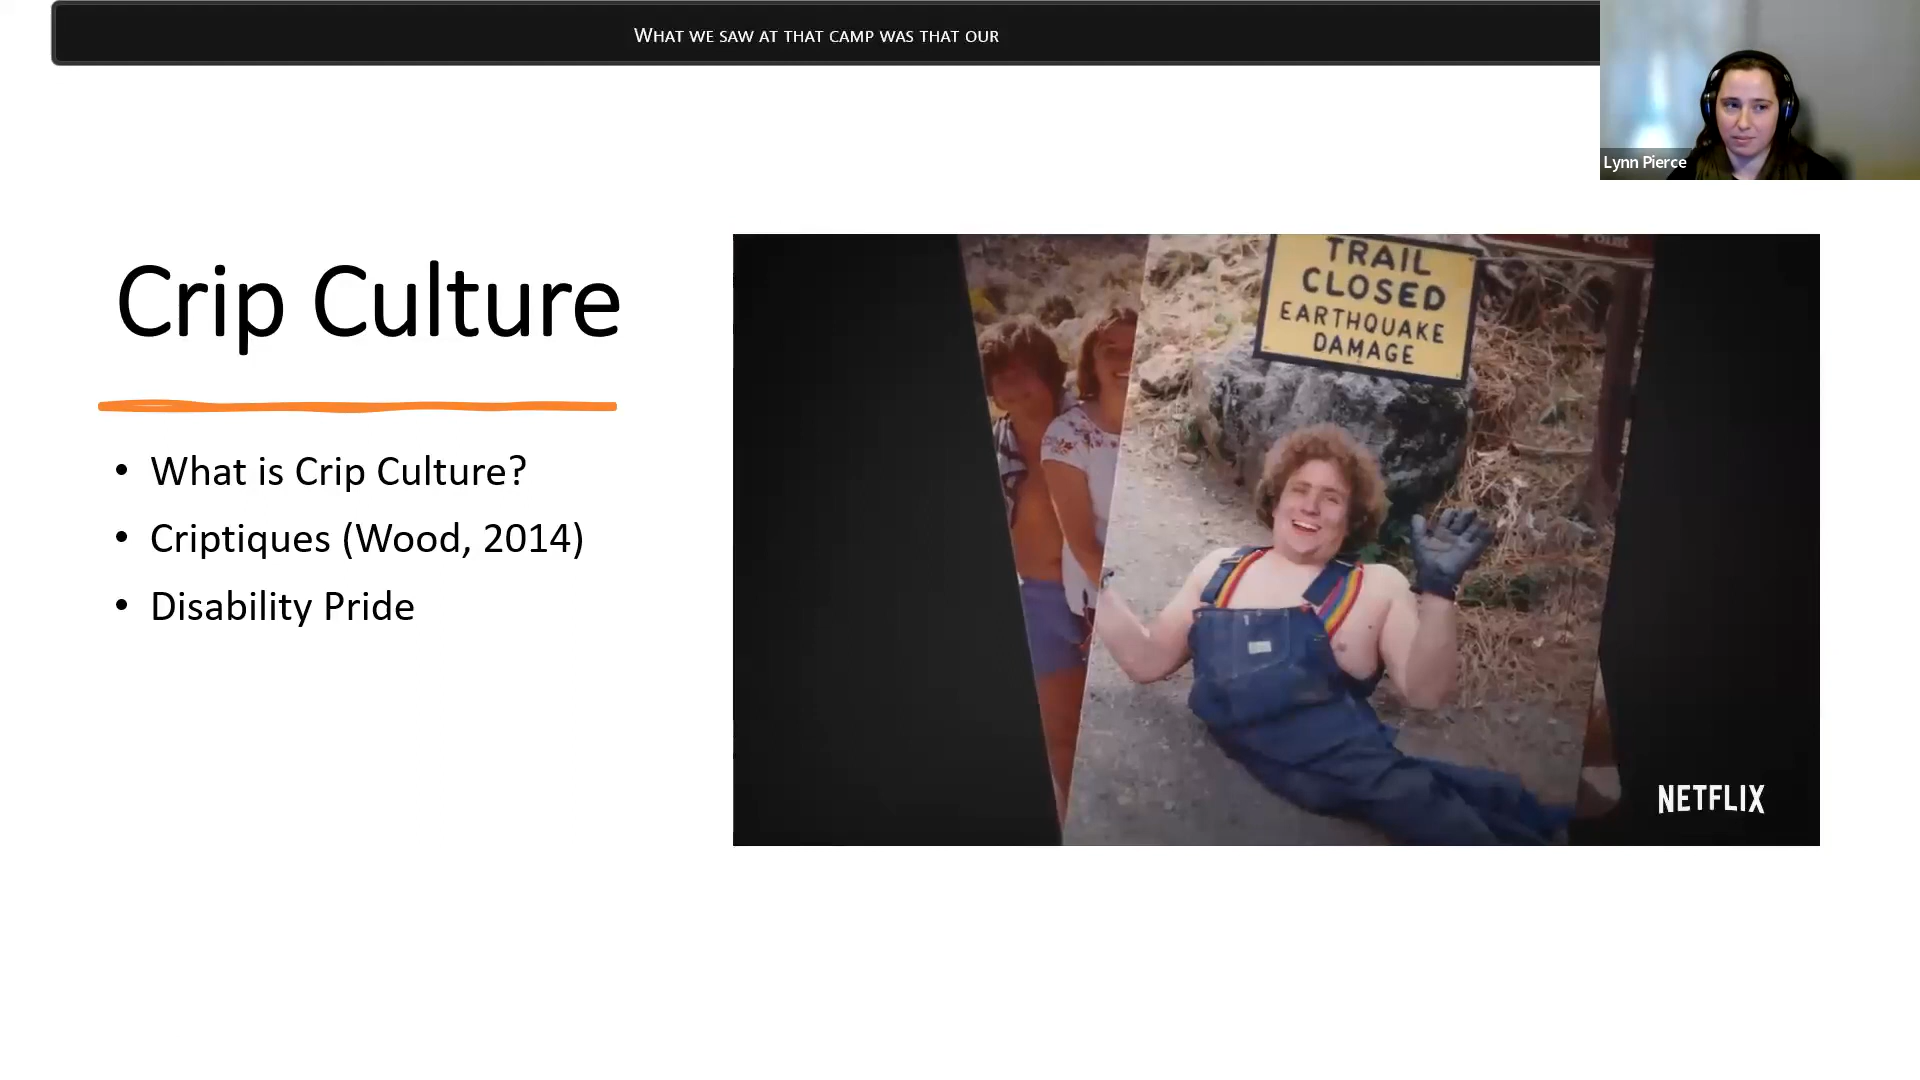 What we saw at that camp was that our
Lynn Pierce
Crip Culture
• What is Crip Culture?
• Criptiques (Wood, 2014)
• Disability Pride
TRAIL
CLOSED
EARTHQUAKE
DAMAGE
NETFLIX